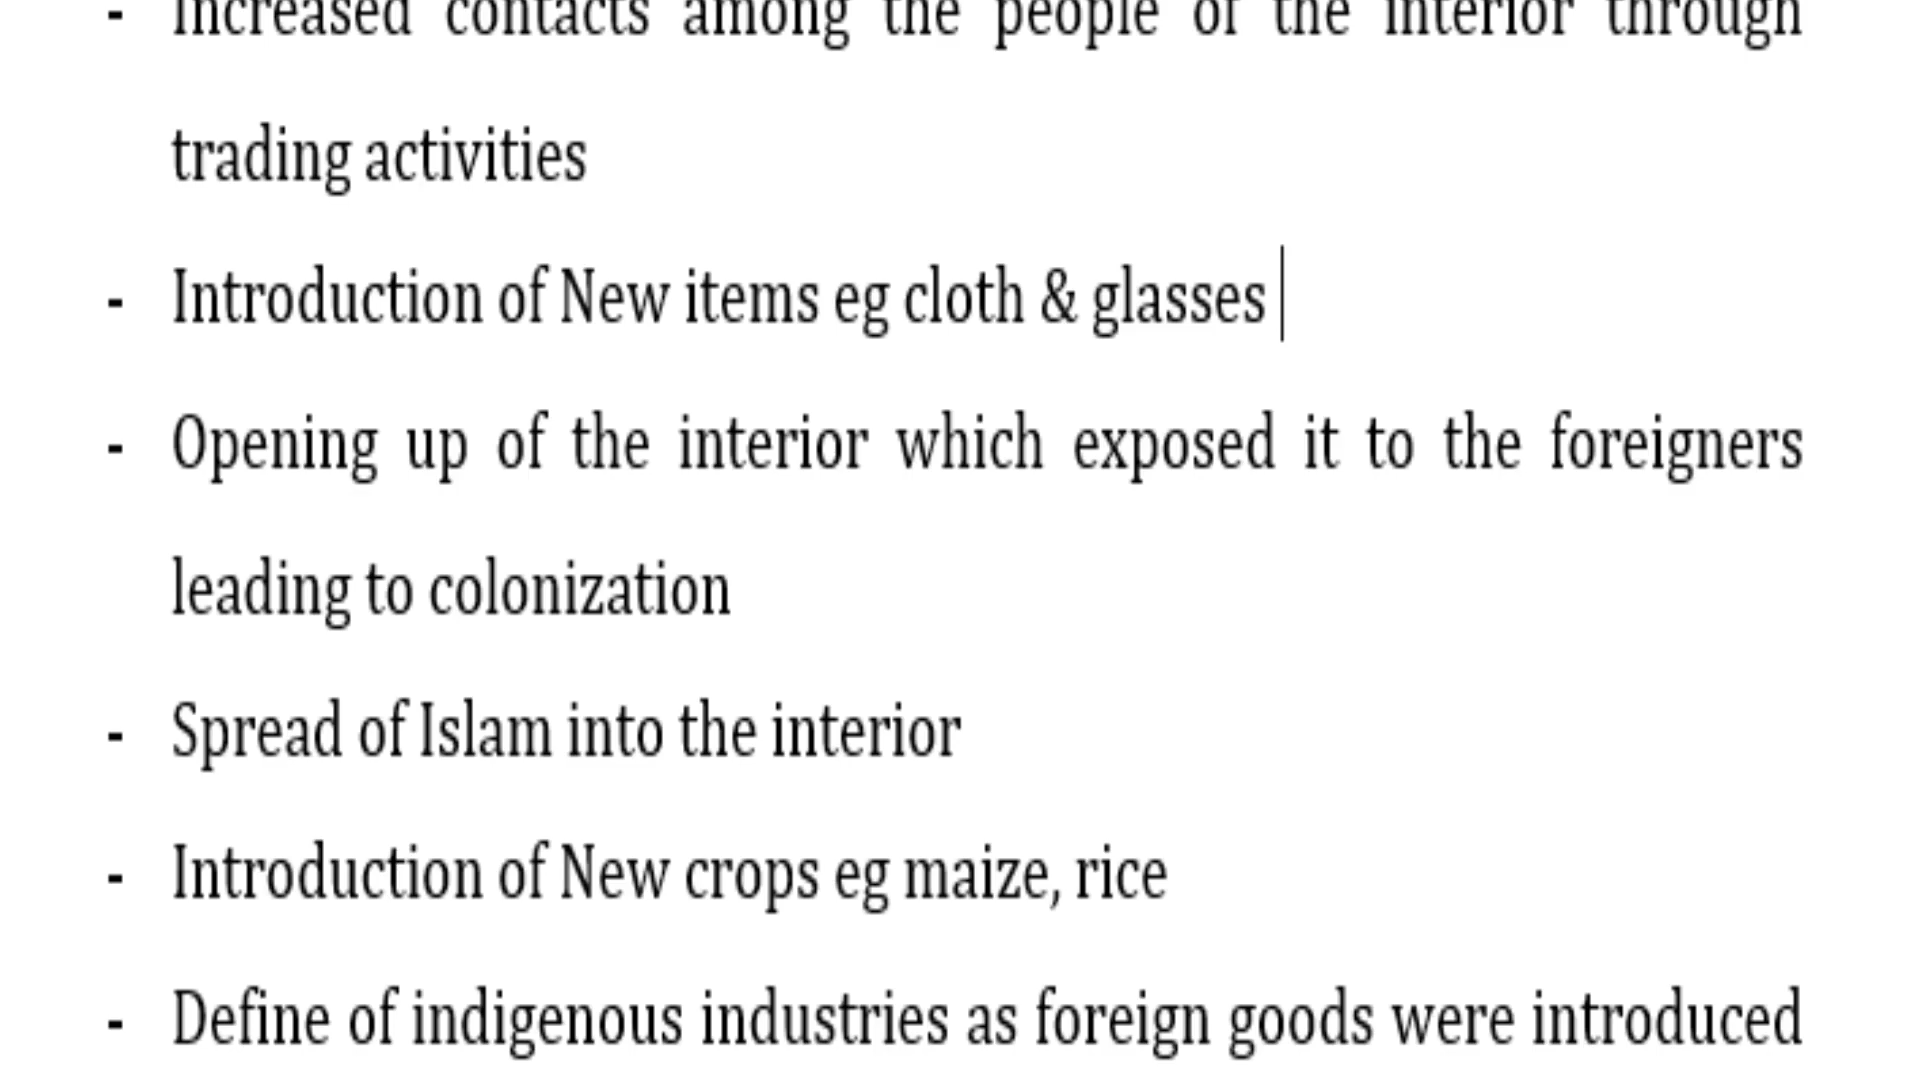 - Increased contacts among the people of the interior through
trading activities
- Introduction of New items eg cloth & glasses
- Opening up of the interior which exposed it to the foreigners
leading to colonization
- Spread of Islam into the interior
- Introduction of New crops eg maize, rice
- Define of indigenous industries as foreign goods were introduced